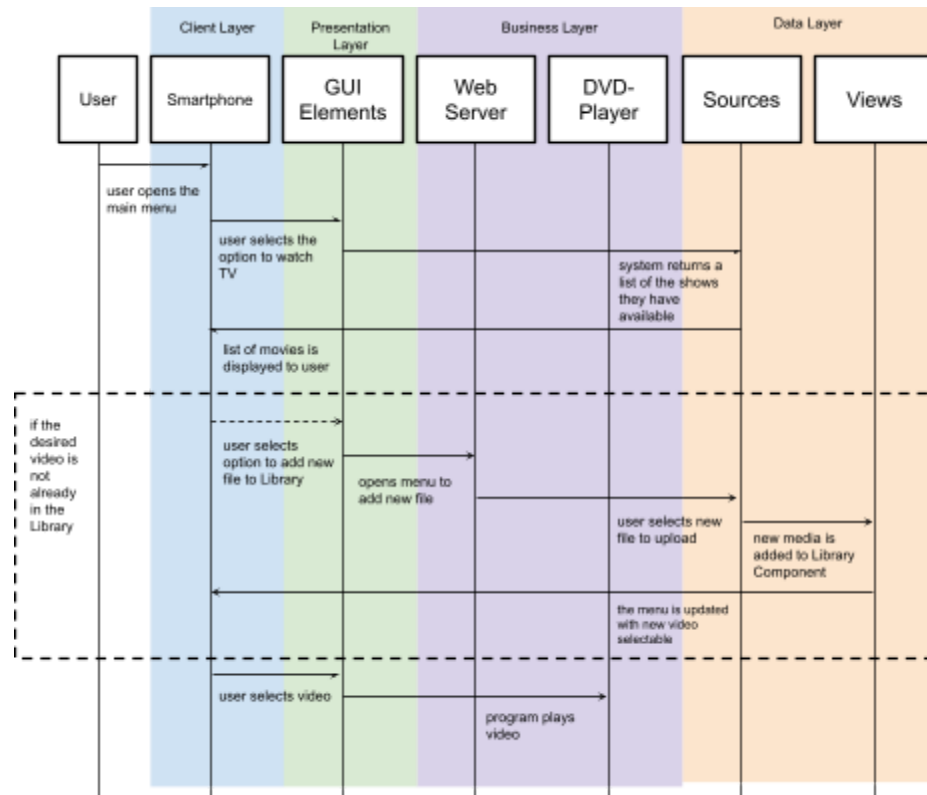 Client Layer
Presentation
Layer
Business Layer
Data Layer
User
Smartphone
GUI
Elements
Web
Server
DVD-
Player
Sources
Views
user opens the
main menu
user selects the
option to watch
TV
system returns a
list of the shows
they have
available
list of movies is
displayed to user
if the
desired
video is
not
already
in the
Library
user selects
option to add new
file to Library
opens menu to
add new file
user selects new
file to upload
new media is
added to Library
Component
the menu is updated
with new video
selectable
user selects video
program plays
video